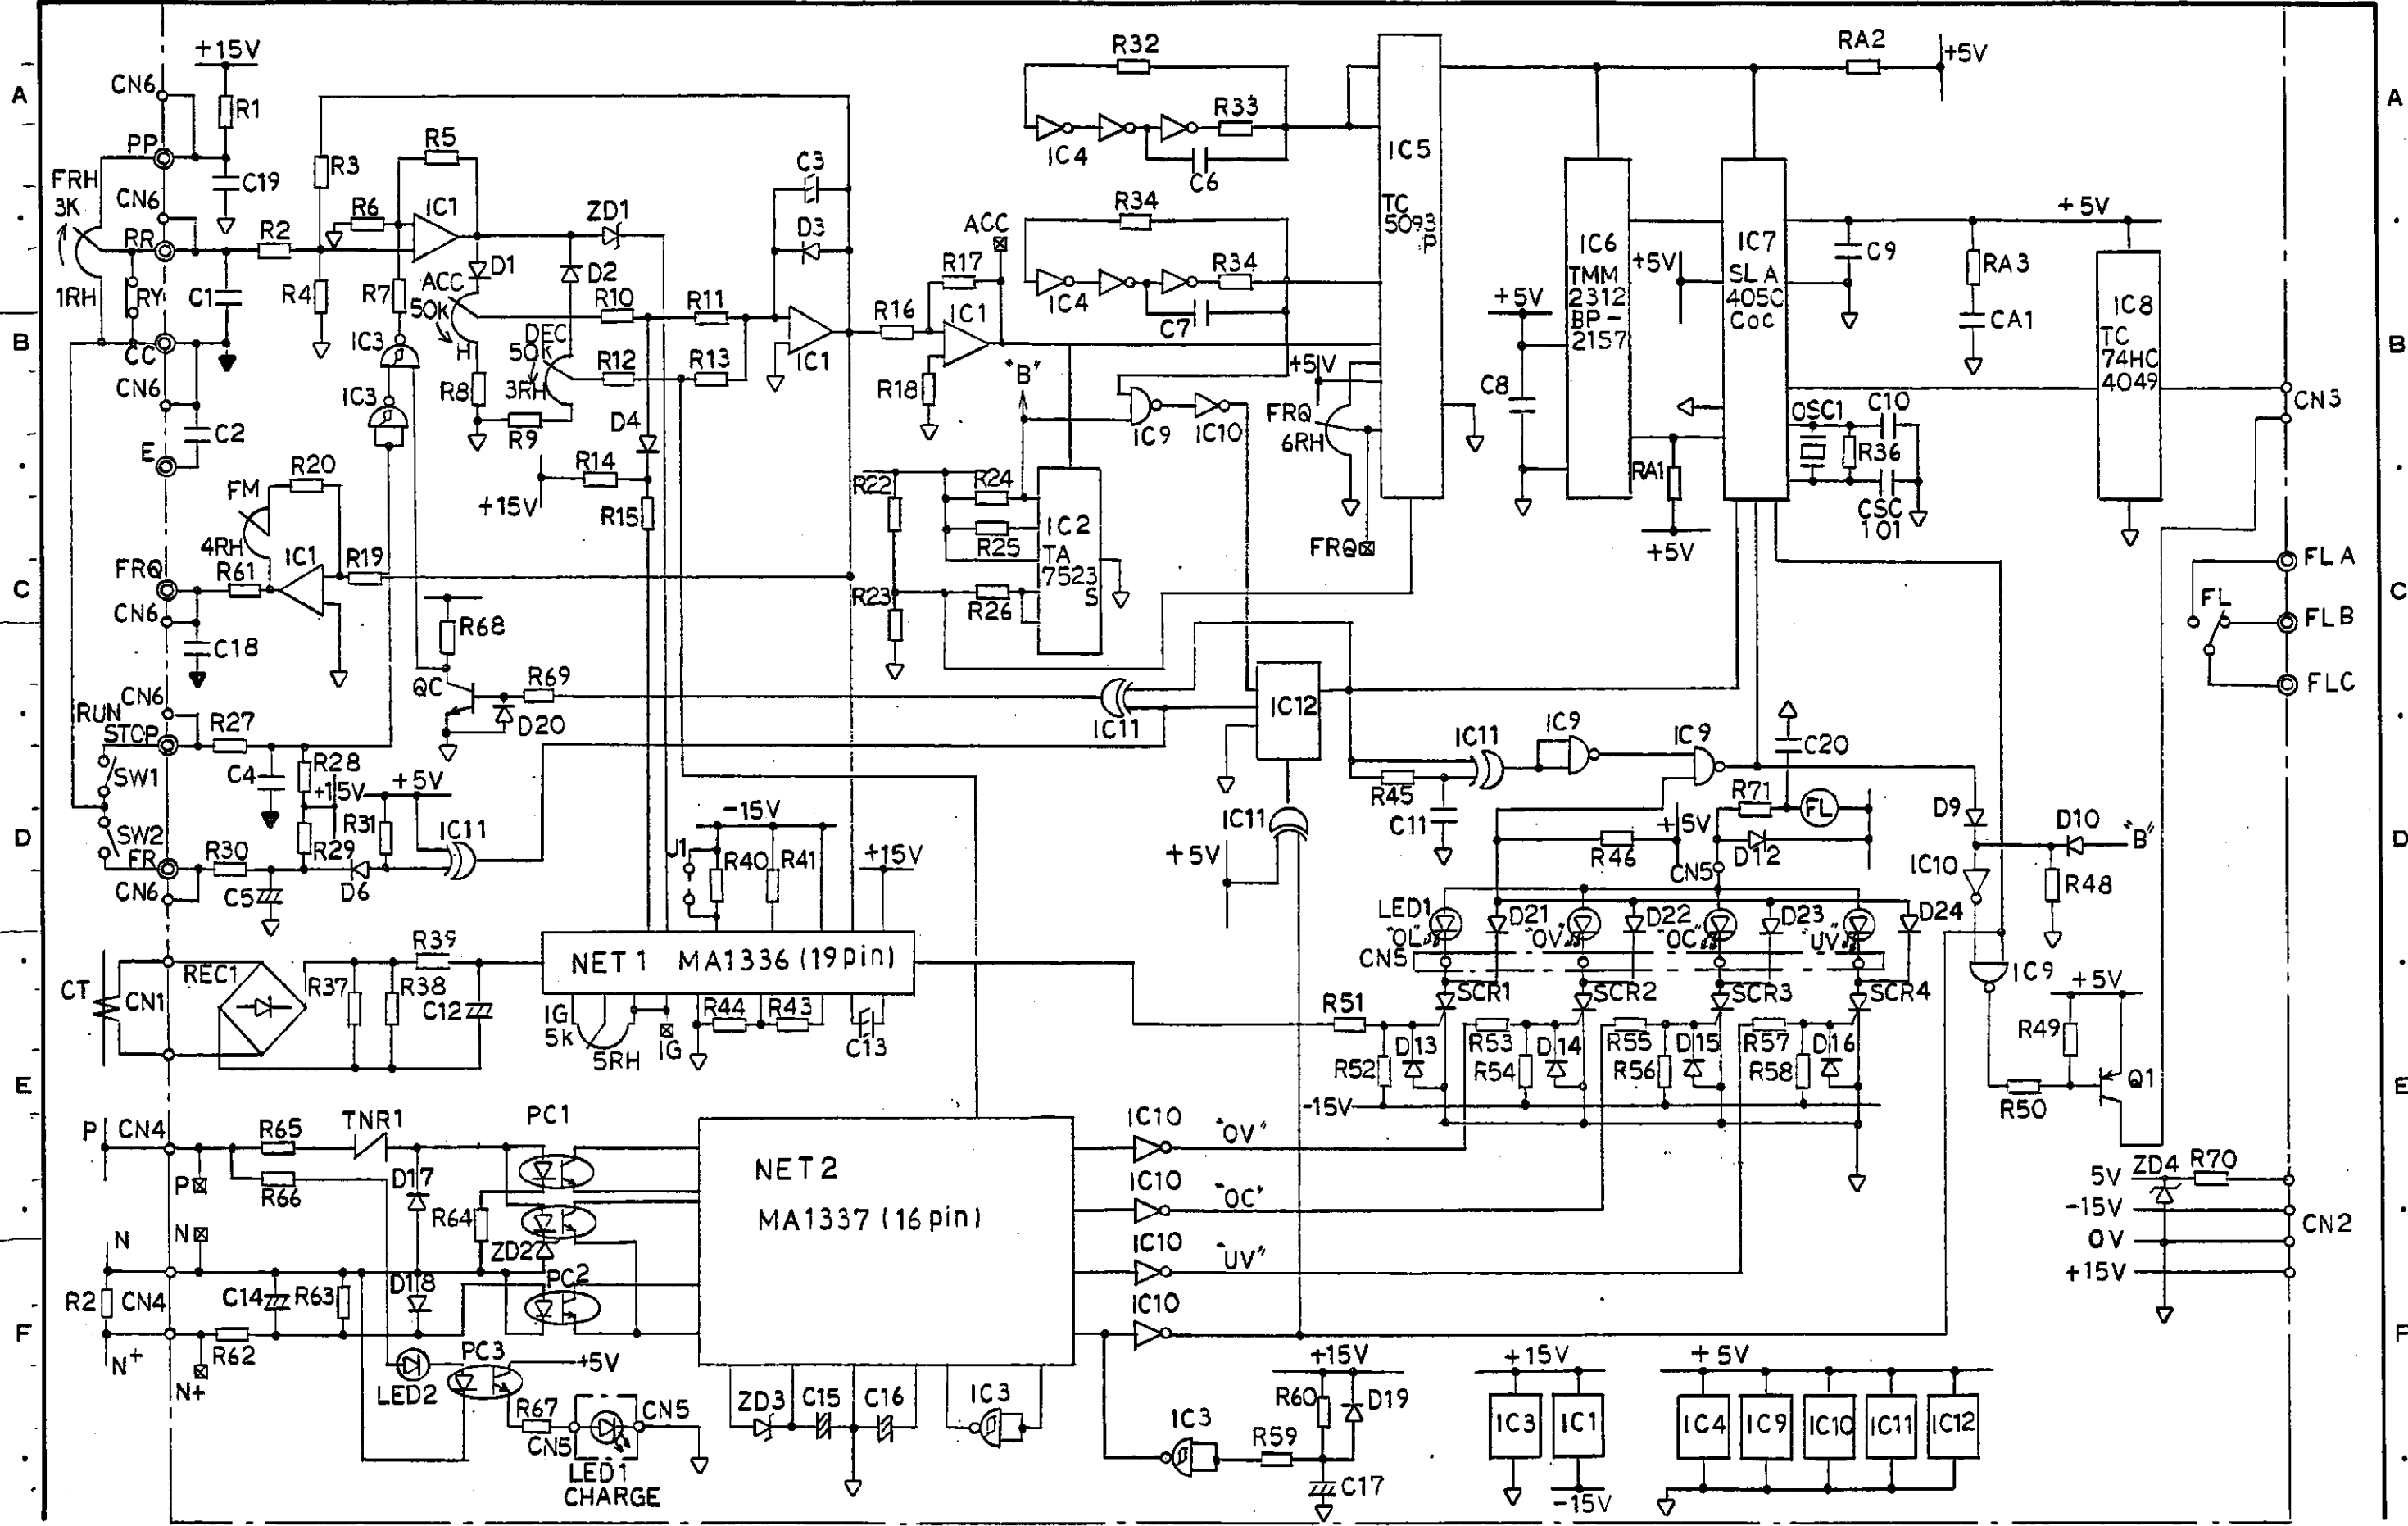 A
B
C
D
E
F
A
B
C
D
E
F
+15V
CN6
R1
PP
C19
FRH
3K
CN6
RR
1RH
RY
C1
R2
CC
CN6
C2
E
R3
R4
R5
R6
IC1
R7
IC3
IC3
D1
ACC
50K
H
R8
R9
D2
ZD1
DEC
50K
3RH
R10
R11
R12
R13
D4
R14
+15V
R15
C3
D3
IC1
R16
R17
IC1
R18
ACC
"B"
R32
IC4
R33
C6
R34
IC4
R34
C7
IC9
IC10
IC5
TC
5093
P
+5V
FRQ
6RH
FRQ
R22
R23
R24
R25
R26
IC2
TA
7523
S
RA2
+5V
IC6
TMM
2312
BP-
2157
+5V
C8
IC7
SLA
405C
COC
+5V
RA1
+5V
C9
+5V
RA3
CA1
OSC1
R36
C10
CSC
101
IC8
TC
74HC
4049
CN3
FLA
FL
FLB
FLC
FM
R20
4RH
FRQ
R61
IC1
R19
CN6
C18
R68
QC
D20
R69
IC11
IC12
CN6
RUN
STOP
R27
SW1
C4
R28
+15V
+5V
SW2
FR
R30
R29
R31
IC11
CN6
C5
D6
-15V
J1
R40
R41
+15V
IC11
+5V
R45
C11
IC11
IC9
IC9
C20
R71
FL
R46
+5V
D12
CN5
D9
D10
"B"
IC10
R48
LED1
"OL"
D21
"OV"
D22
"OC"
D23
"UV"
D24
CN5
SCR1
SCR2
SCR3
SCR4
IC9
+5V
R49
R50
Q1
CT
CN1
REC1
R37
R38
R39
C12
NET1 MA1336 (19pin)
IG
5k
5RH
IG
R44
R43
C13
R51
R52
D13
R53
R54
D14
R55
R56
D15
R57
R58
D16
-15V
P
CN4
R65
TNR1
PC1
P
R66
D17
R64
ZD2
N
N
R2
CN4
C14
R63
D18
PC2
N+
N+
R62
PC3
+5V
LED2
R67
CN5
CN5
LED1
CHARGE
NET2
MA1337 (16pin)
IC10
"OV"
IC10
"OC"
IC10
"UV"
IC10
ZD3
C15
C16
IC3
IC3
R59
+15V
R60
D19
C17
+15V
IC3
IC1
-15V
+5V
IC4
IC9
IC10
IC11
IC12
5V
ZD4
R70
-15V
0V
+15V
CN2